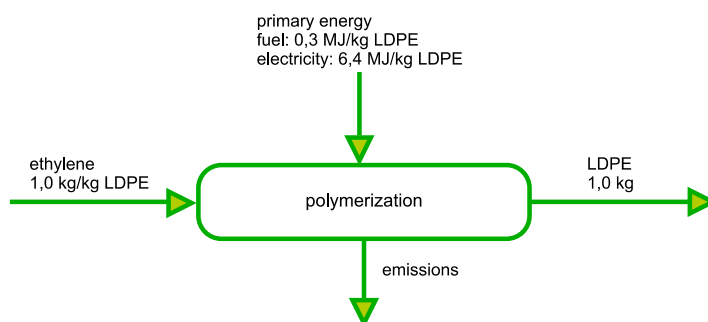 primary energy
fuel: 0,3 MJ/kg LDPE
electricity: 6,4 MJ/kg LDPE
ethylene
1,0 kg/kg LDPE
polymerization
LDPE
1,0 kg
emissions